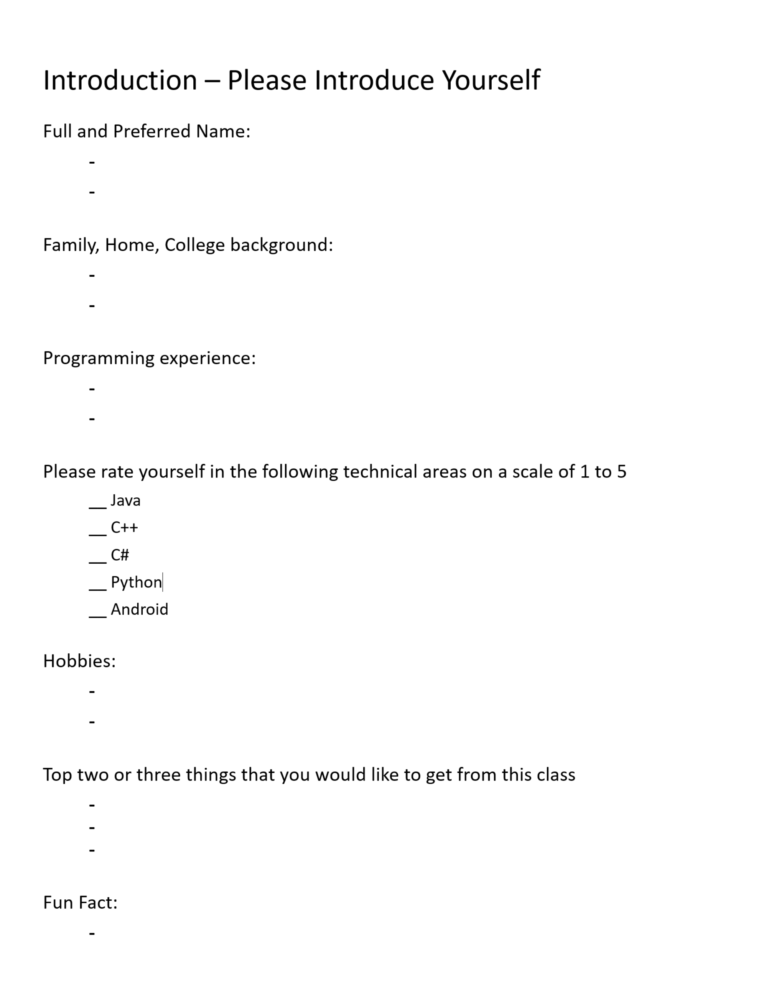 Introduction – Please Introduce Yourself
Full and Preferred Name:
-
-
Family, Home, College background:
-
-
Programming experience:
-
-
Please rate yourself in the following technical areas on a scale of 1 to 5
__ Java
__ C++
__ C#
__ Python
__ Android
Hobbies:
-
-
Top two or three things that you would like to get from this class
-
-
-
Fun Fact:
-